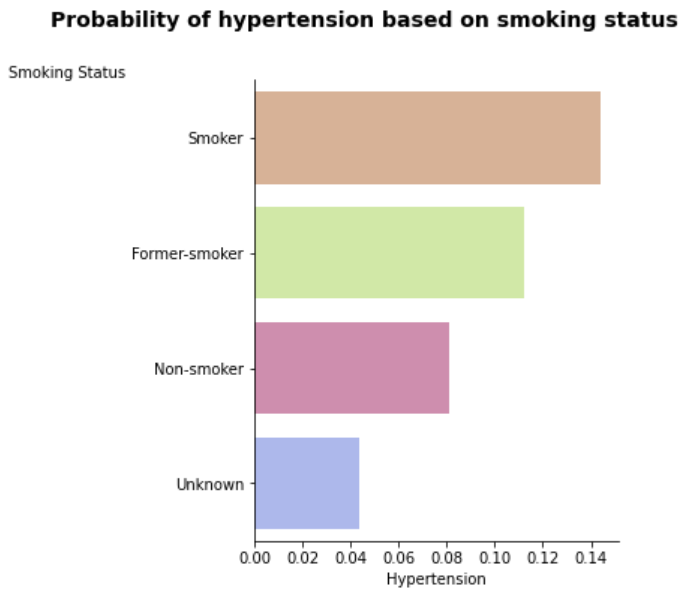 Probability of hypertension based on smoking status
Smoking Status
Smoker
Former-smoker
Non-smoker
Unknown
0.00 0.02 0.04 0.06 0.08 0.10 0.12 0.14
Hypertension